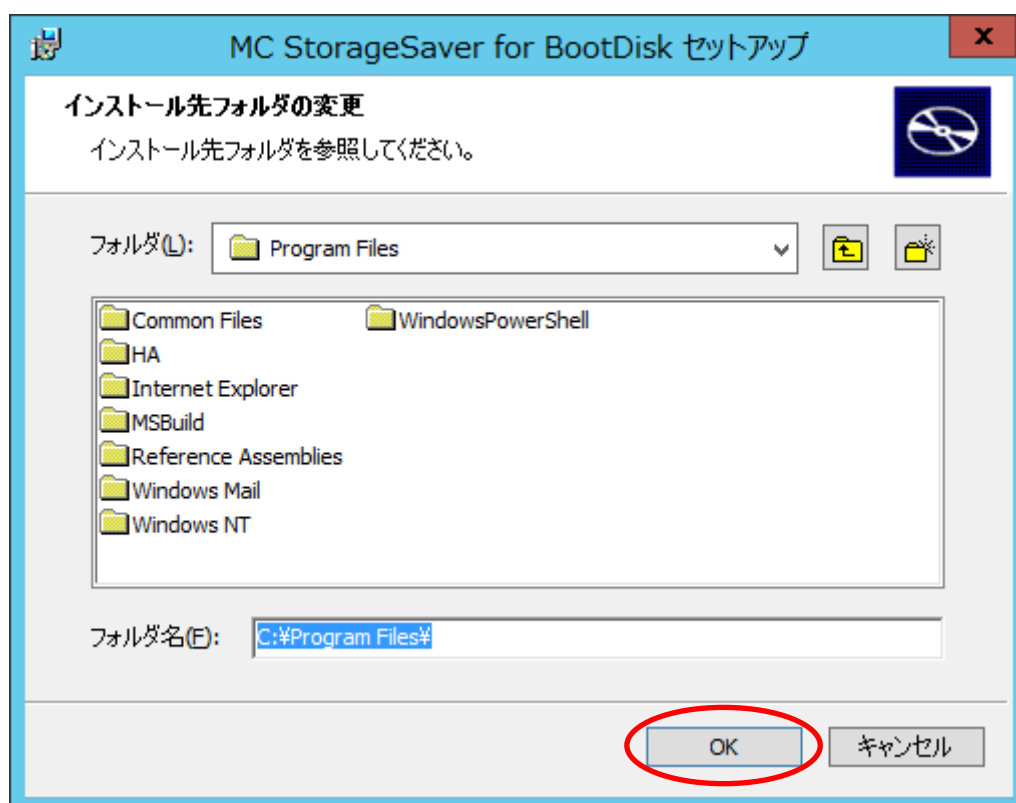 MC StorageSaver for BootDisk セットアップ
インストール先フォルダの変更
インストール先フォルダを参照してください。
フォルダ(L): Program Files
Common Files WindowsPowerShell
HA
Internet Explorer
MSBuild
Reference Assemblies
Windows Mail
Windows NT
フォルダ名(F): C:¥Program Files¥
OK キャンセル